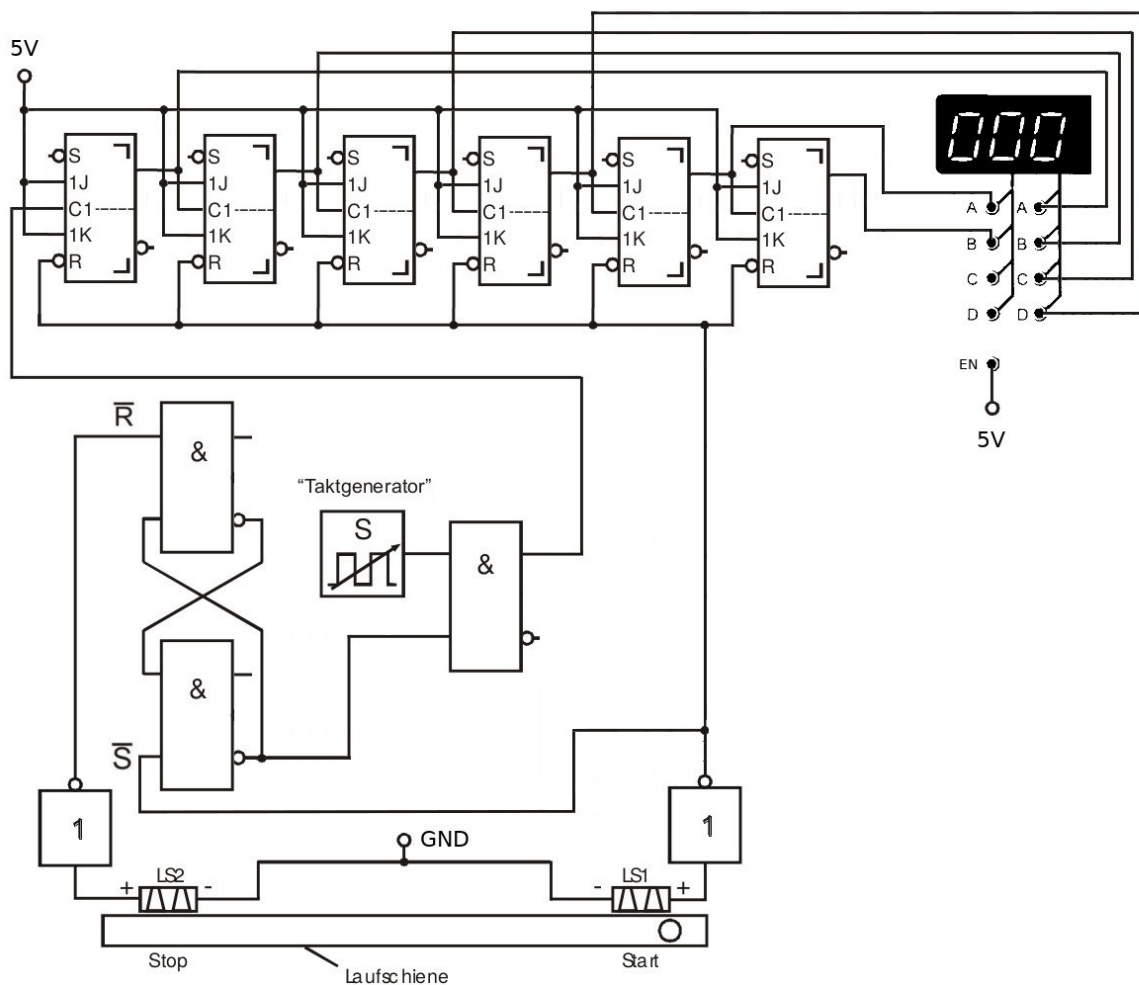 5V
S
1J
C1
1K
R
S
1J
C1
1K
R
S
1J
C1
1K
R
S
1J
C1
1K
R
S
1J
C1
1K
R
S
1J
C1
1K
R
000
A A
B B
C C
D D
EN
5V
R̅
&
“Taktgenerator”
S
&
&
S̅
1
1
GND
+ LS2 -
- LS1 +
Stop
Start
Laufschiene